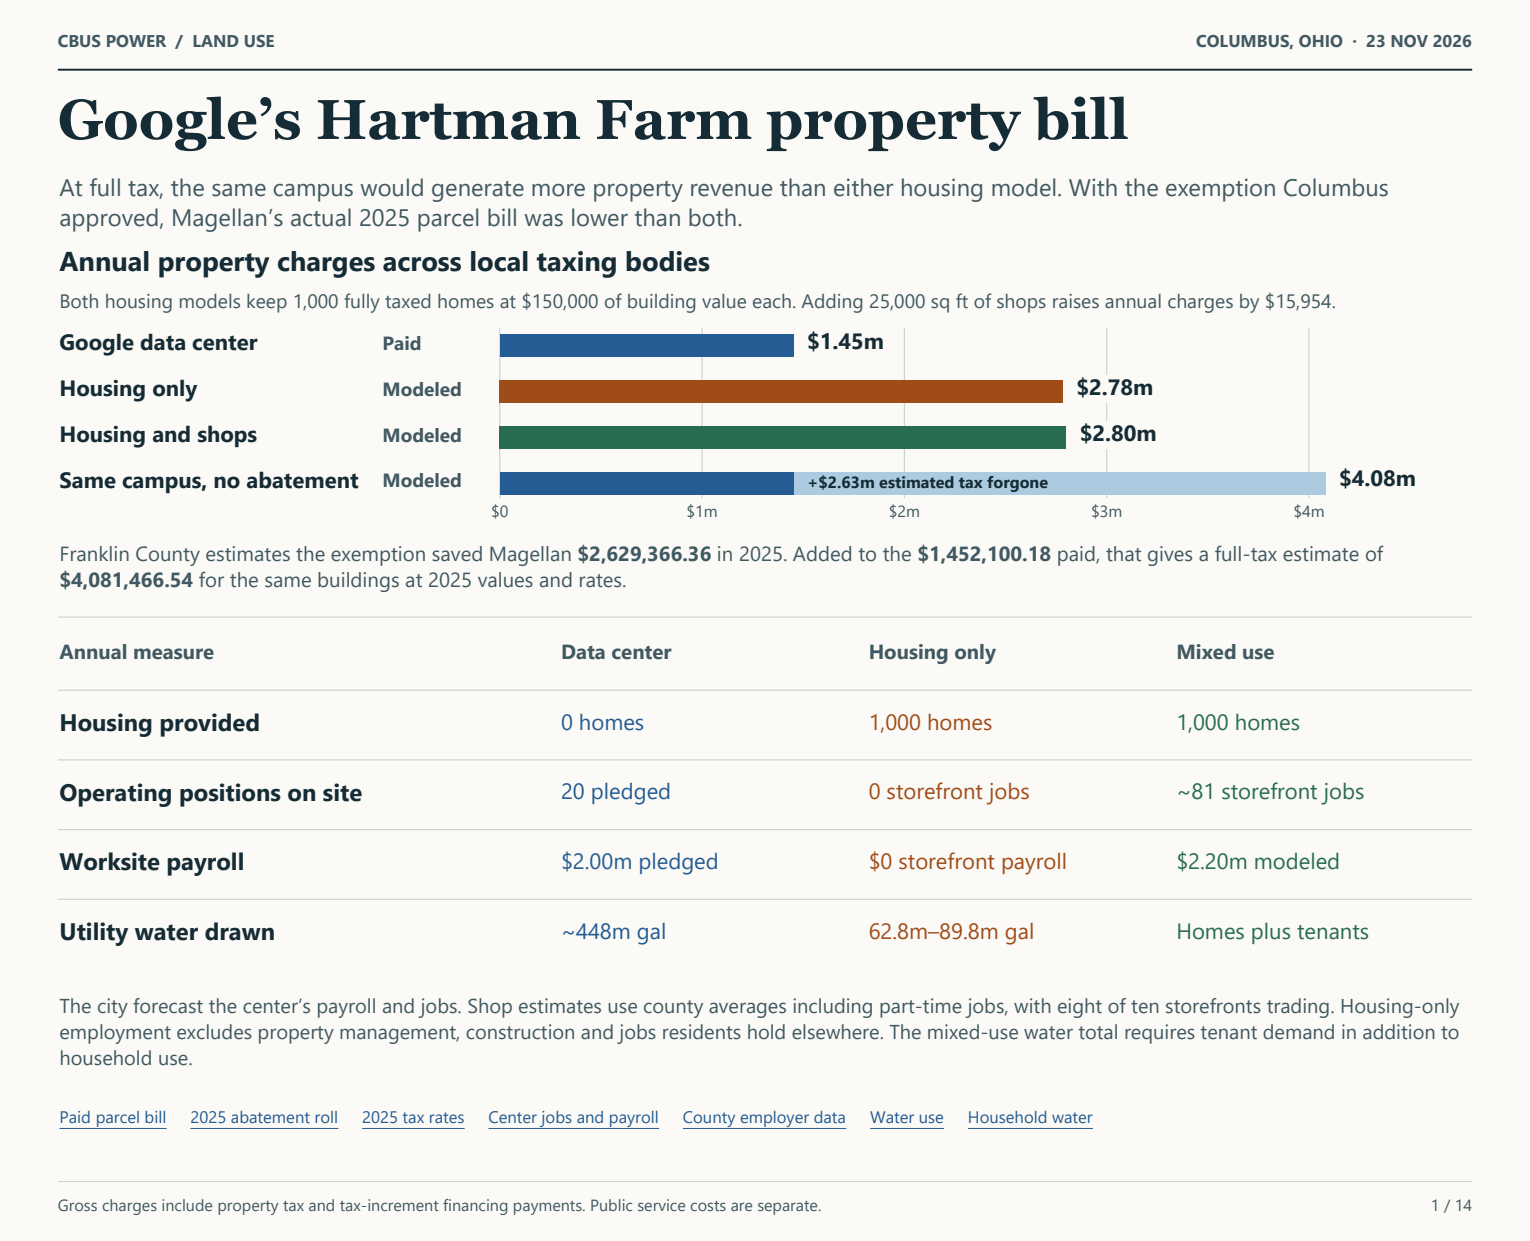 CBUS POWER / LAND USE
COLUMBUS, OHIO · 23 NOV 2026
Google’s Hartman Farm property bill
At full tax, the same campus would generate more property revenue than either housing model. With the exemption Columbus
approved, Magellan’s actual 2025 parcel bill was lower than both.
Annual property charges across local taxing bodies
Both housing models keep 1,000 fully taxed homes at $150,000 of building value each. Adding 25,000 sq ft of shops raises annual charges by $15,954.
Google data center Paid $1.45m
Housing only Modeled $2.78m
Housing and shops Modeled $2.80m
Same campus, no abatement Modeled +$2.63m estimated tax forgone $4.08m
$0 $1m $2m $3m $4m
Franklin County estimates the exemption saved Magellan $2,629,366.36 in 2025. Added to the $1,452,100.18 paid, that gives a full-tax estimate of
$4,081,466.54 for the same buildings at 2025 values and rates.
Annual measure Data center Housing only Mixed use
Housing provided 0 homes 1,000 homes 1,000 homes
Operating positions on site 20 pledged 0 storefront jobs ~81 storefront jobs
Worksite payroll $2.00m pledged $0 storefront payroll $2.20m modeled
Utility water drawn ~448m gal 62.8m–89.8m gal Homes plus tenants
The city forecast the center’s payroll and jobs. Shop estimates use county averages including part-time jobs, with eight of ten storefronts trading. Housing-only
employment excludes property management, construction and jobs residents hold elsewhere. The mixed-use water total requires tenant demand in addition to
household use.
Paid parcel bill 2025 abatement roll 2025 tax rates Center jobs and payroll County employer data Water use Household water
Gross charges include property tax and tax-increment financing payments. Public service costs are separate.
1 / 14